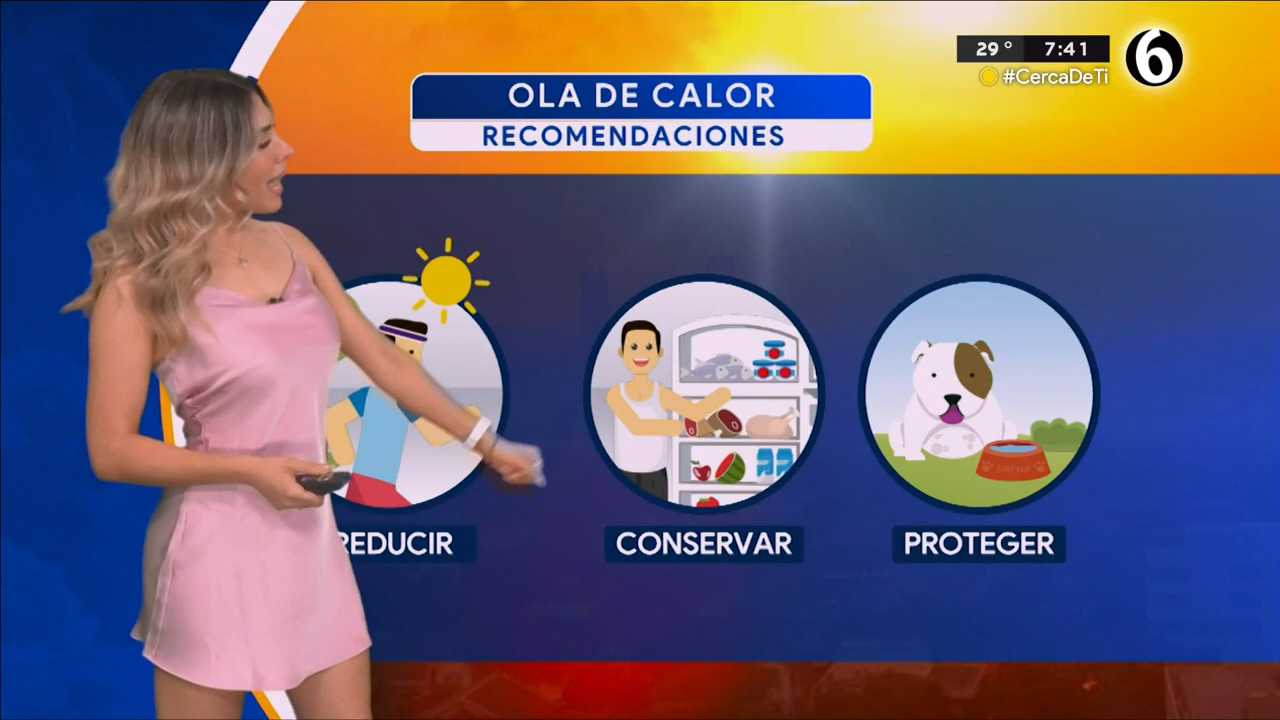 29° 7:41
#CercaDeTi
6
OLA DE CALOR
RECOMENDACIONES
REDUCIR
CONSERVAR
PROTEGER